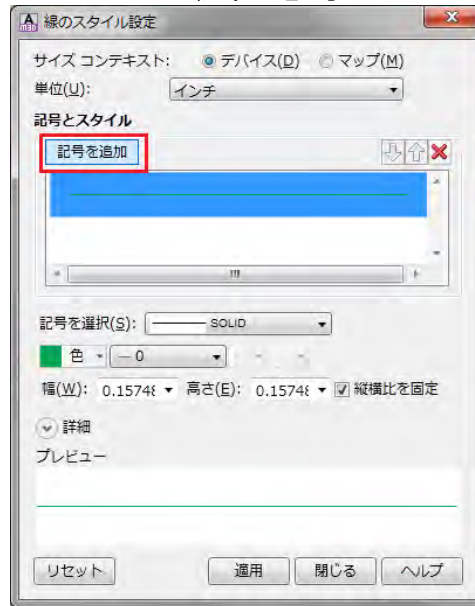 線のスタイル設定
サイズ コンテキスト: デバイス(D) マップ(M)
単位(U): インチ
記号とスタイル
記号を追加
記号を選択(S): SOLID
色 0
幅(W): 0.15748 高さ(E): 0.15748 縦横比を固定
詳細
プレビュー
リセット 適用 閉じる ヘルプ